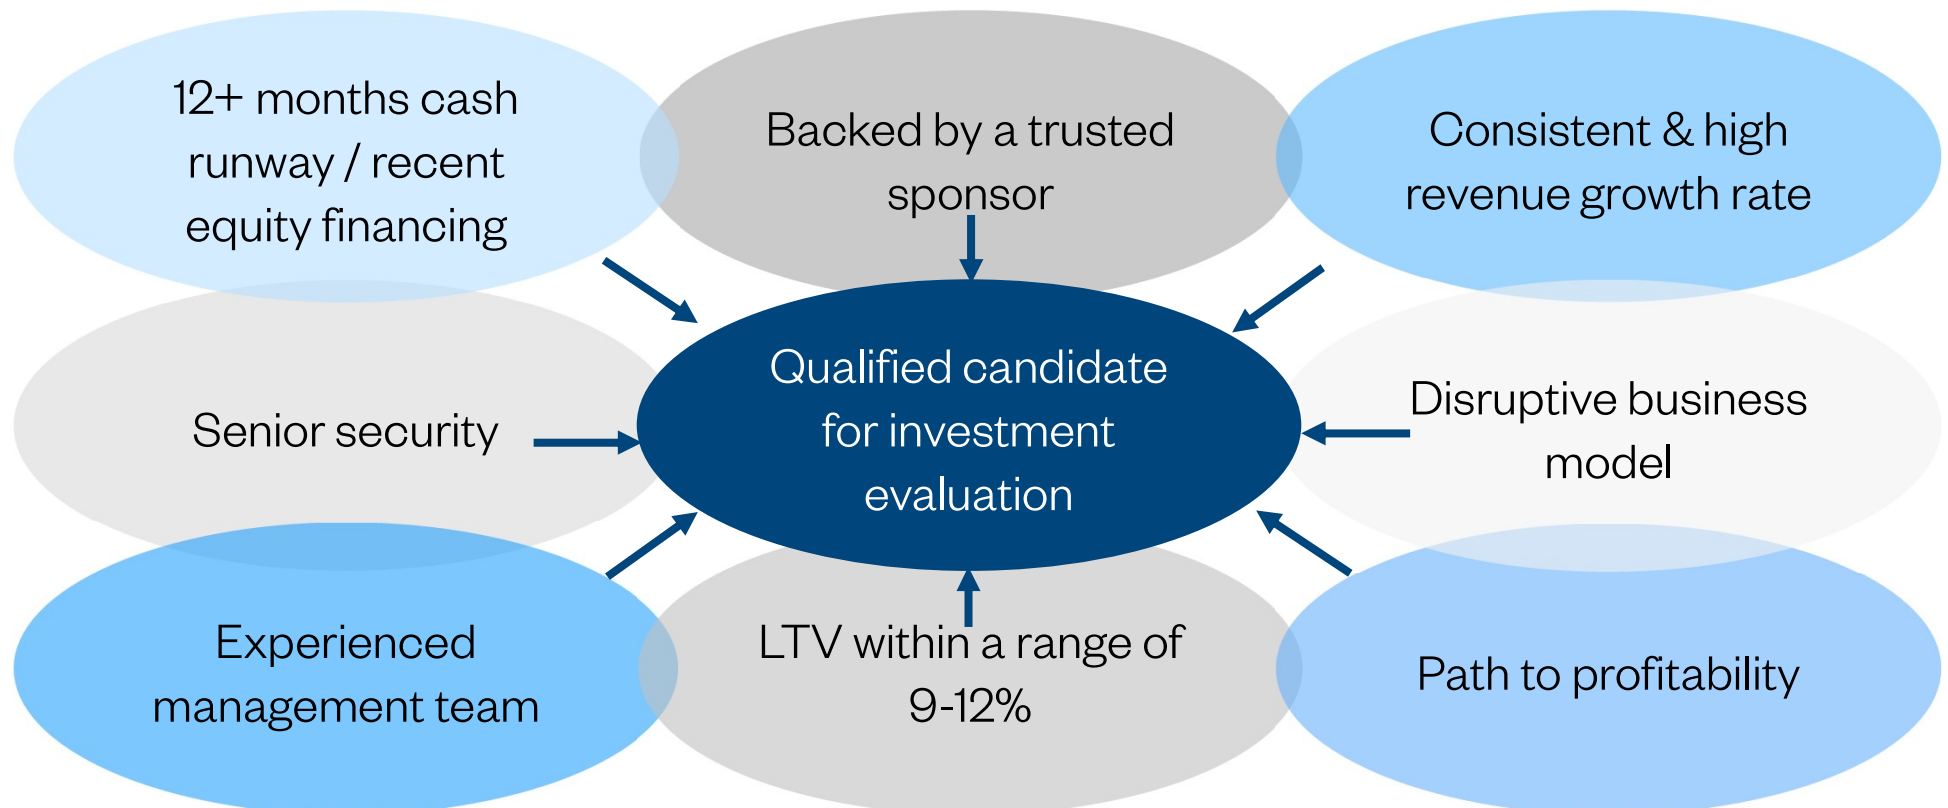 12+ months cash
runway / recent
equity financing
Backed by a trusted
sponsor
Consistent & high
revenue growth rate
Senior security
Qualified candidate
for investment
evaluation
Disruptive business
model
Experienced
management team
LTV within a range of
9-12%
Path to profitability